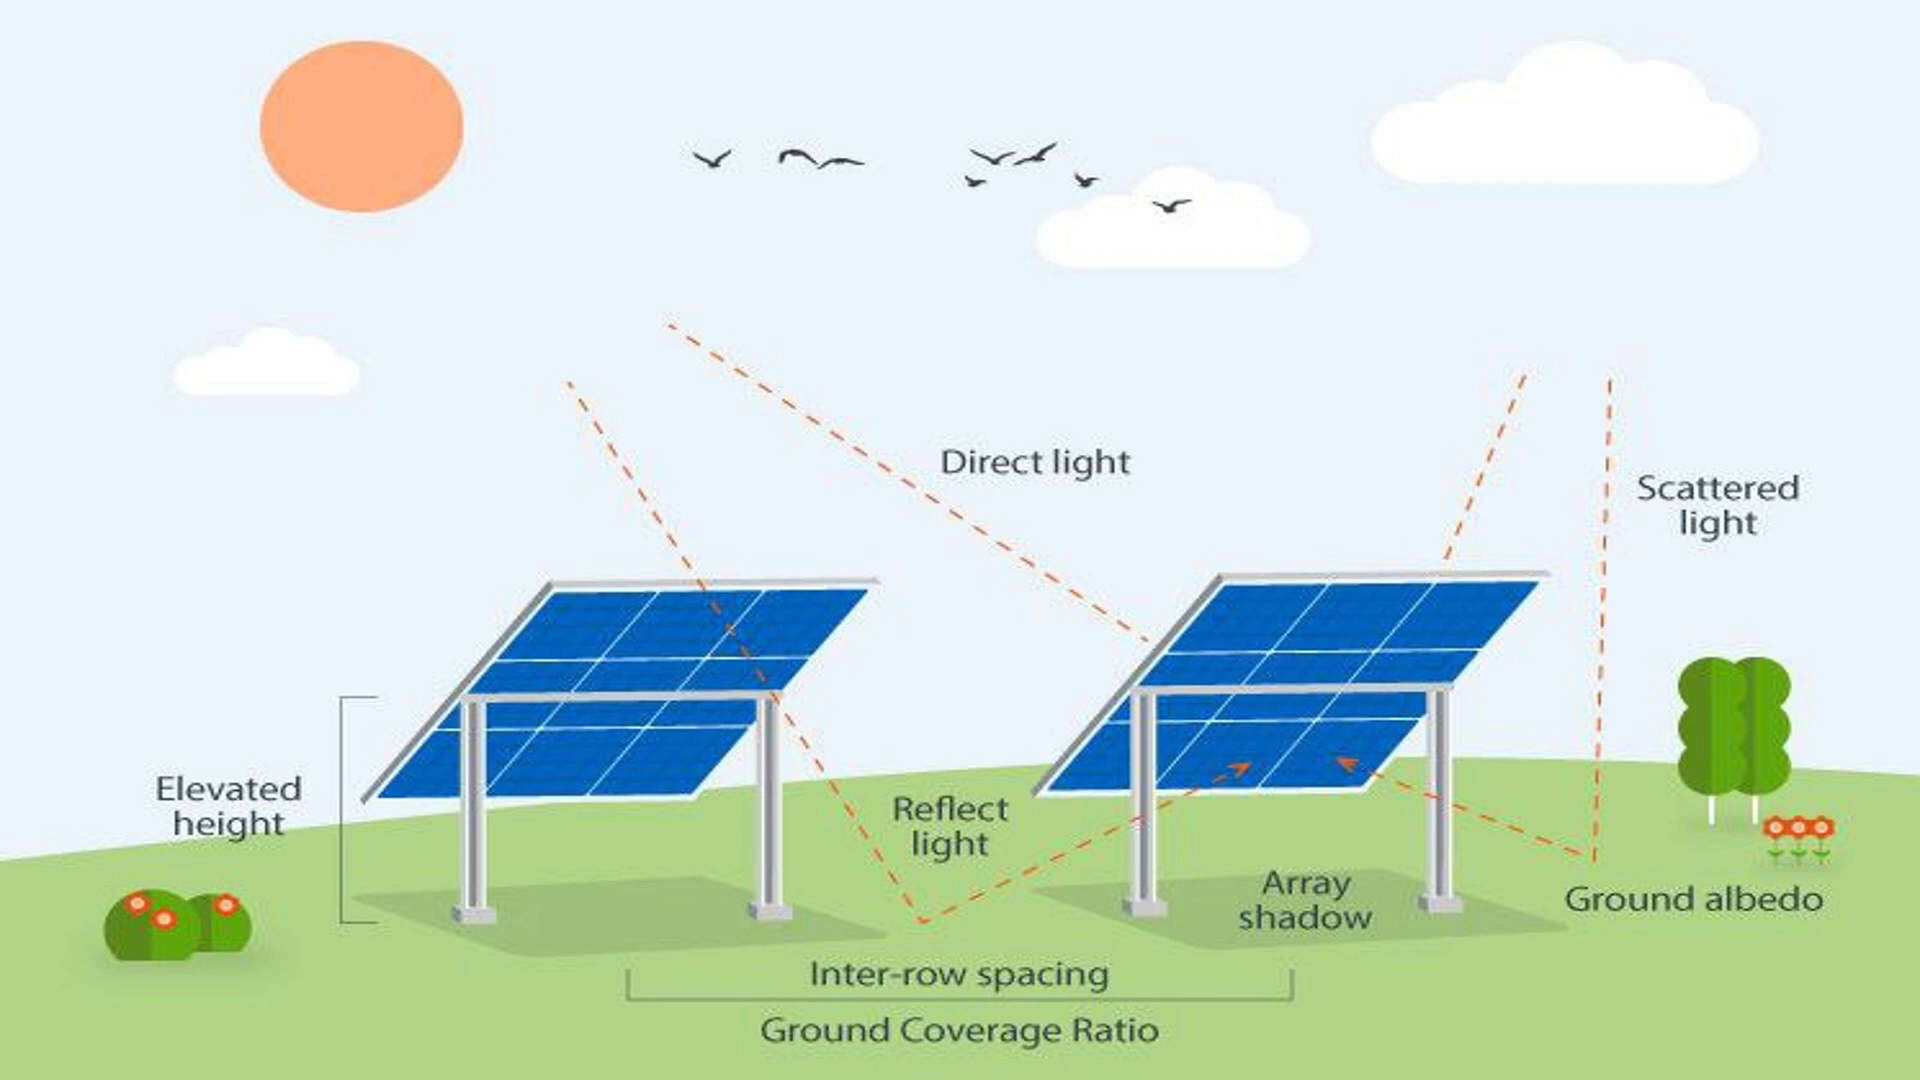 Direct light
Scattered
light
Elevated
height
Reflect
light
Array
shadow
Ground albedo
Inter-row spacing
Ground Coverage Ratio